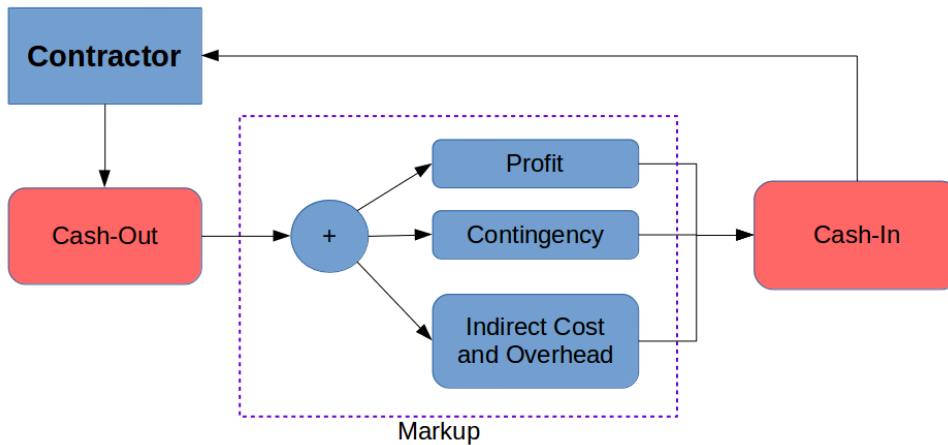 Contractor
Profit
Cash-Out
+
Contingency
Cash-In
Indirect Cost
and Overhead
Markup